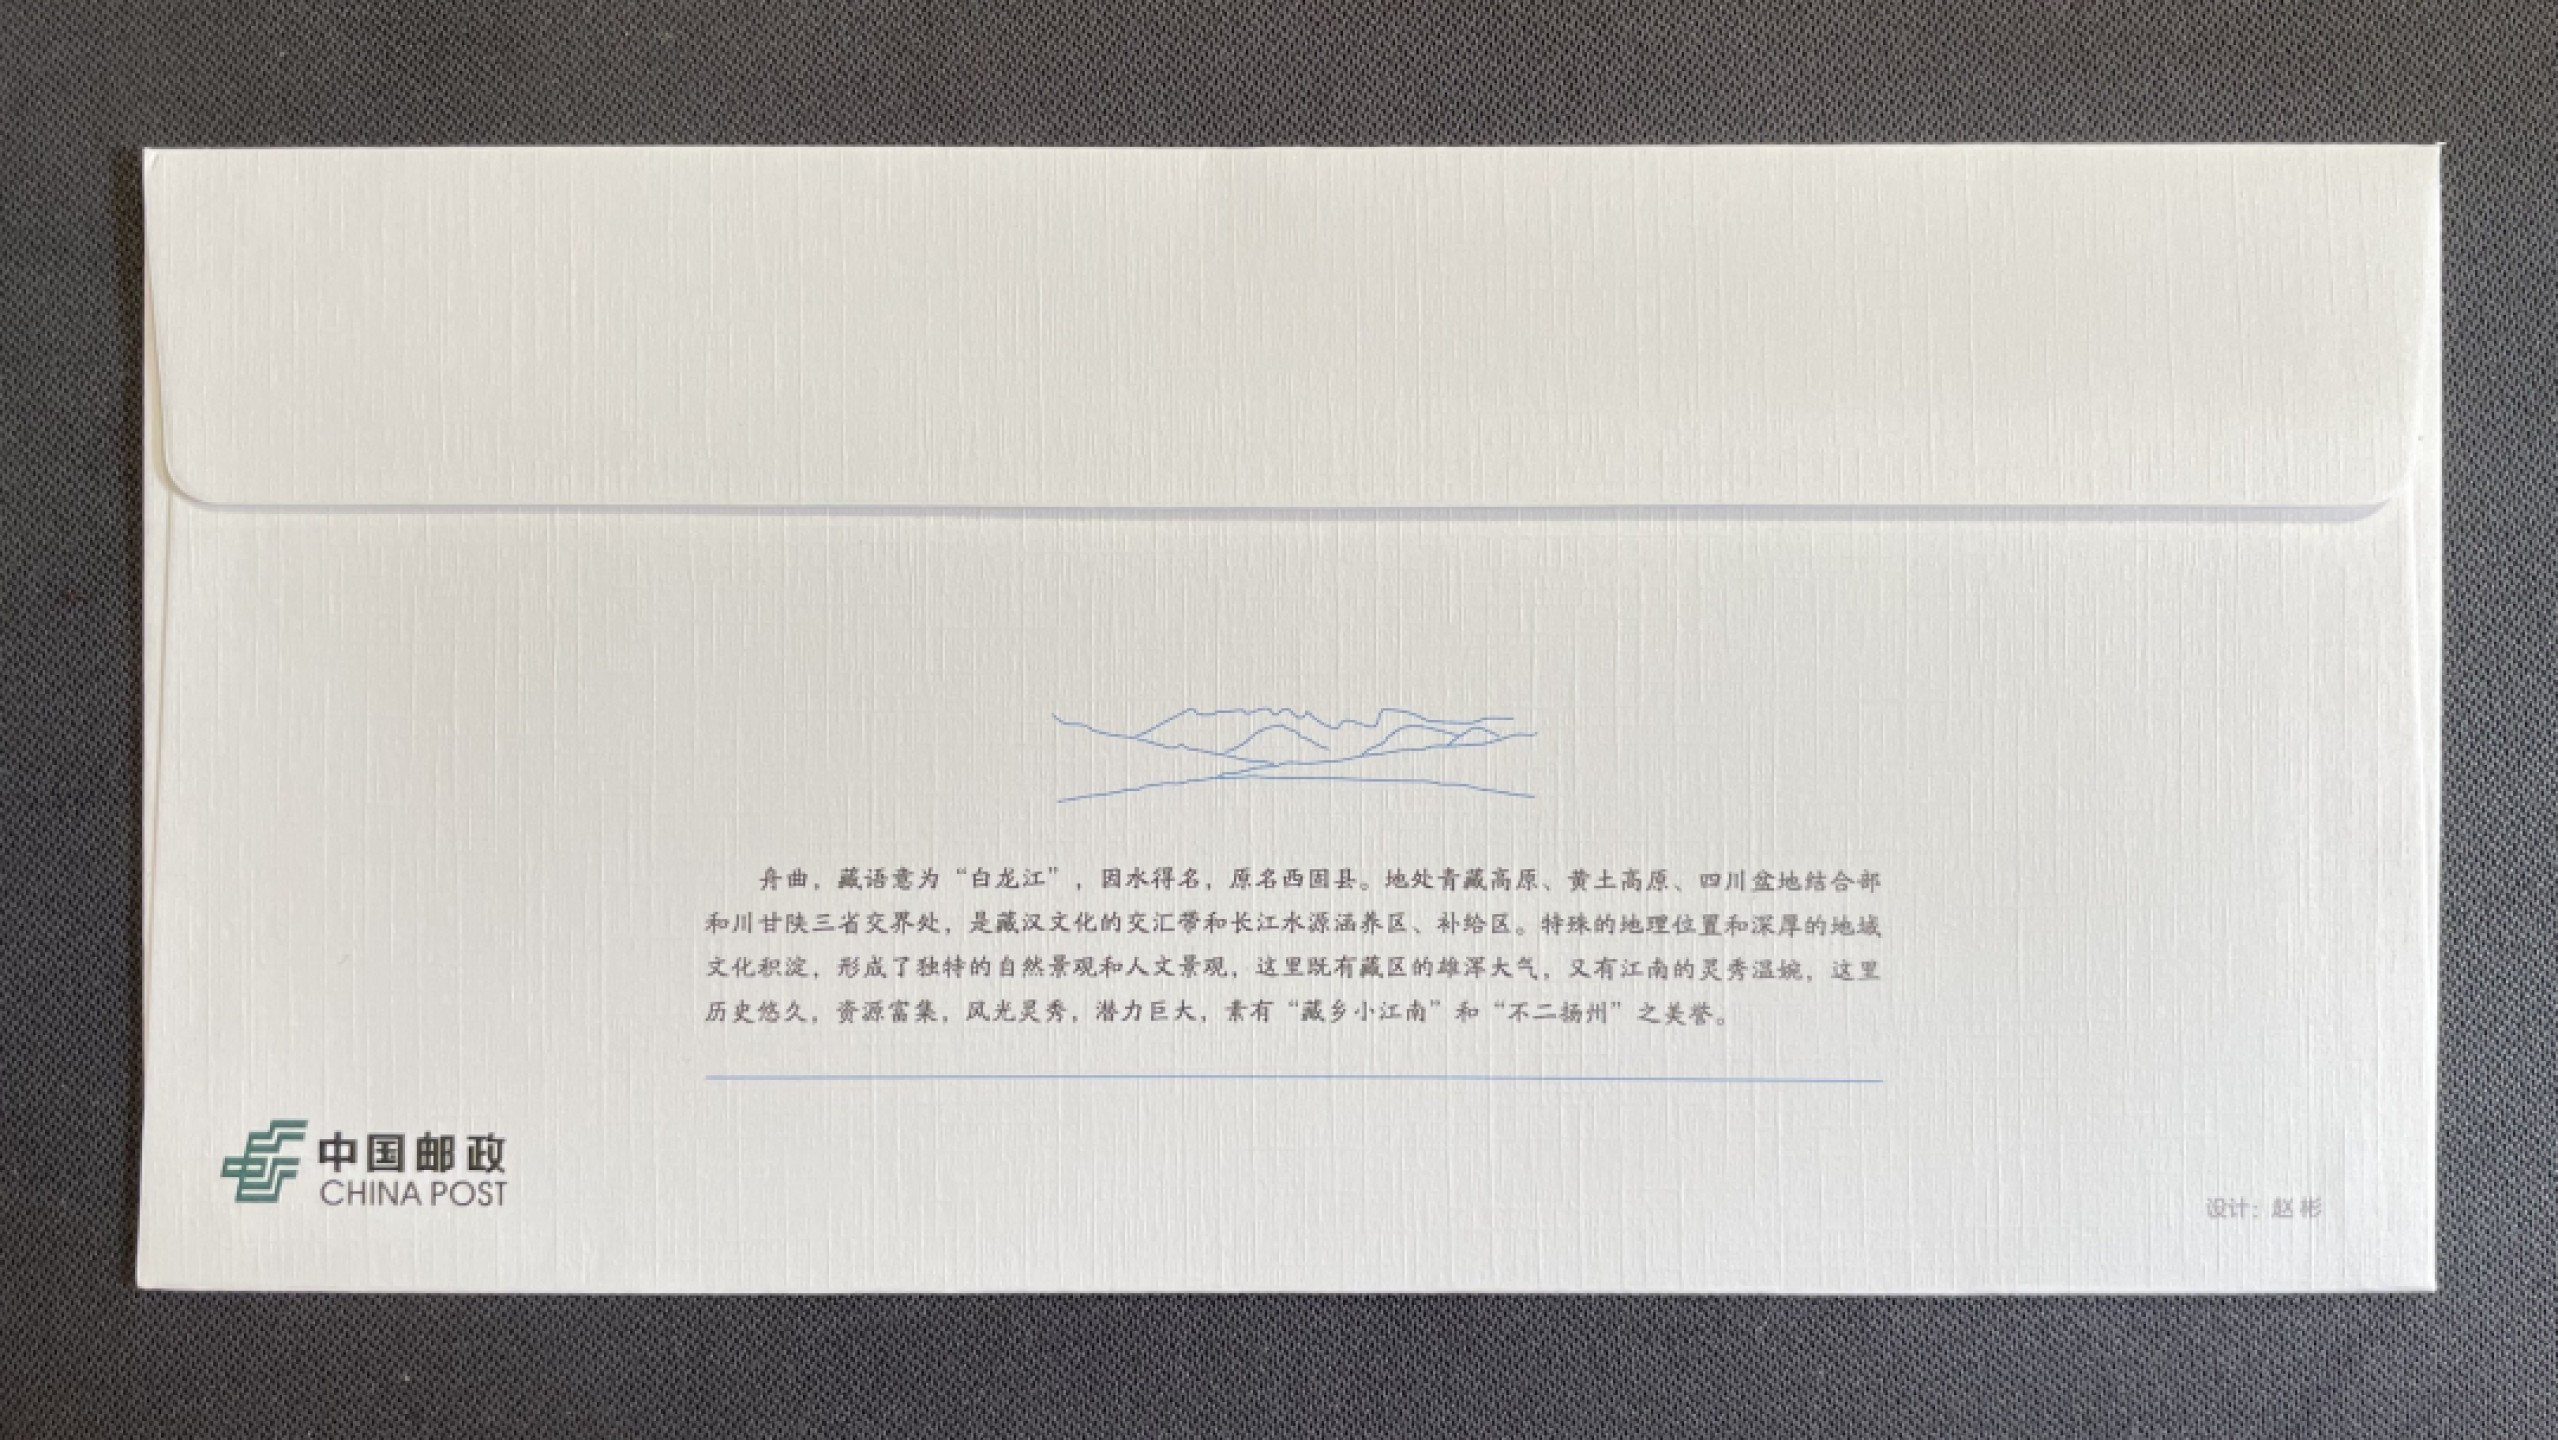 舟曲，藏语意为“白龙江”，因水得名，原名西固县。地处青藏高原、黄土高原、四川盆地结合部
和川甘陕三省交界处，是藏汉文化的交汇带和长江水源涵养区、补给区。特殊的地理位置和深厚的地域
文化积淀，形成了独特的自然景观和人文景观，这里既有藏区的雄浑大气，又有江南的灵秀温婉，这里
历史悠久，资源富集，风光灵秀，潜力巨大，素有“藏乡小江南”和“不二扬州”之美誉。
中国邮政
CHINA POST
设计：赵 彬